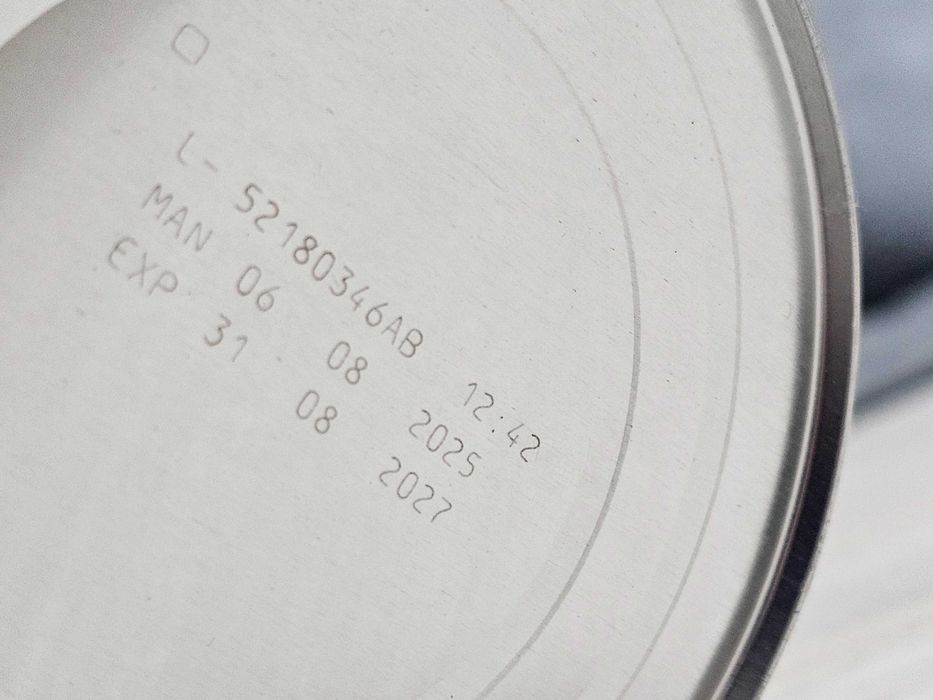 L- 52180346AB 12:42
MAN 06 08 2025
EXP 31 08 2027